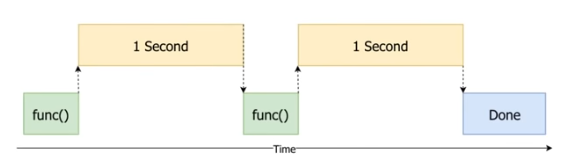 1 Second
1 Second
func()
func()
Done
Time